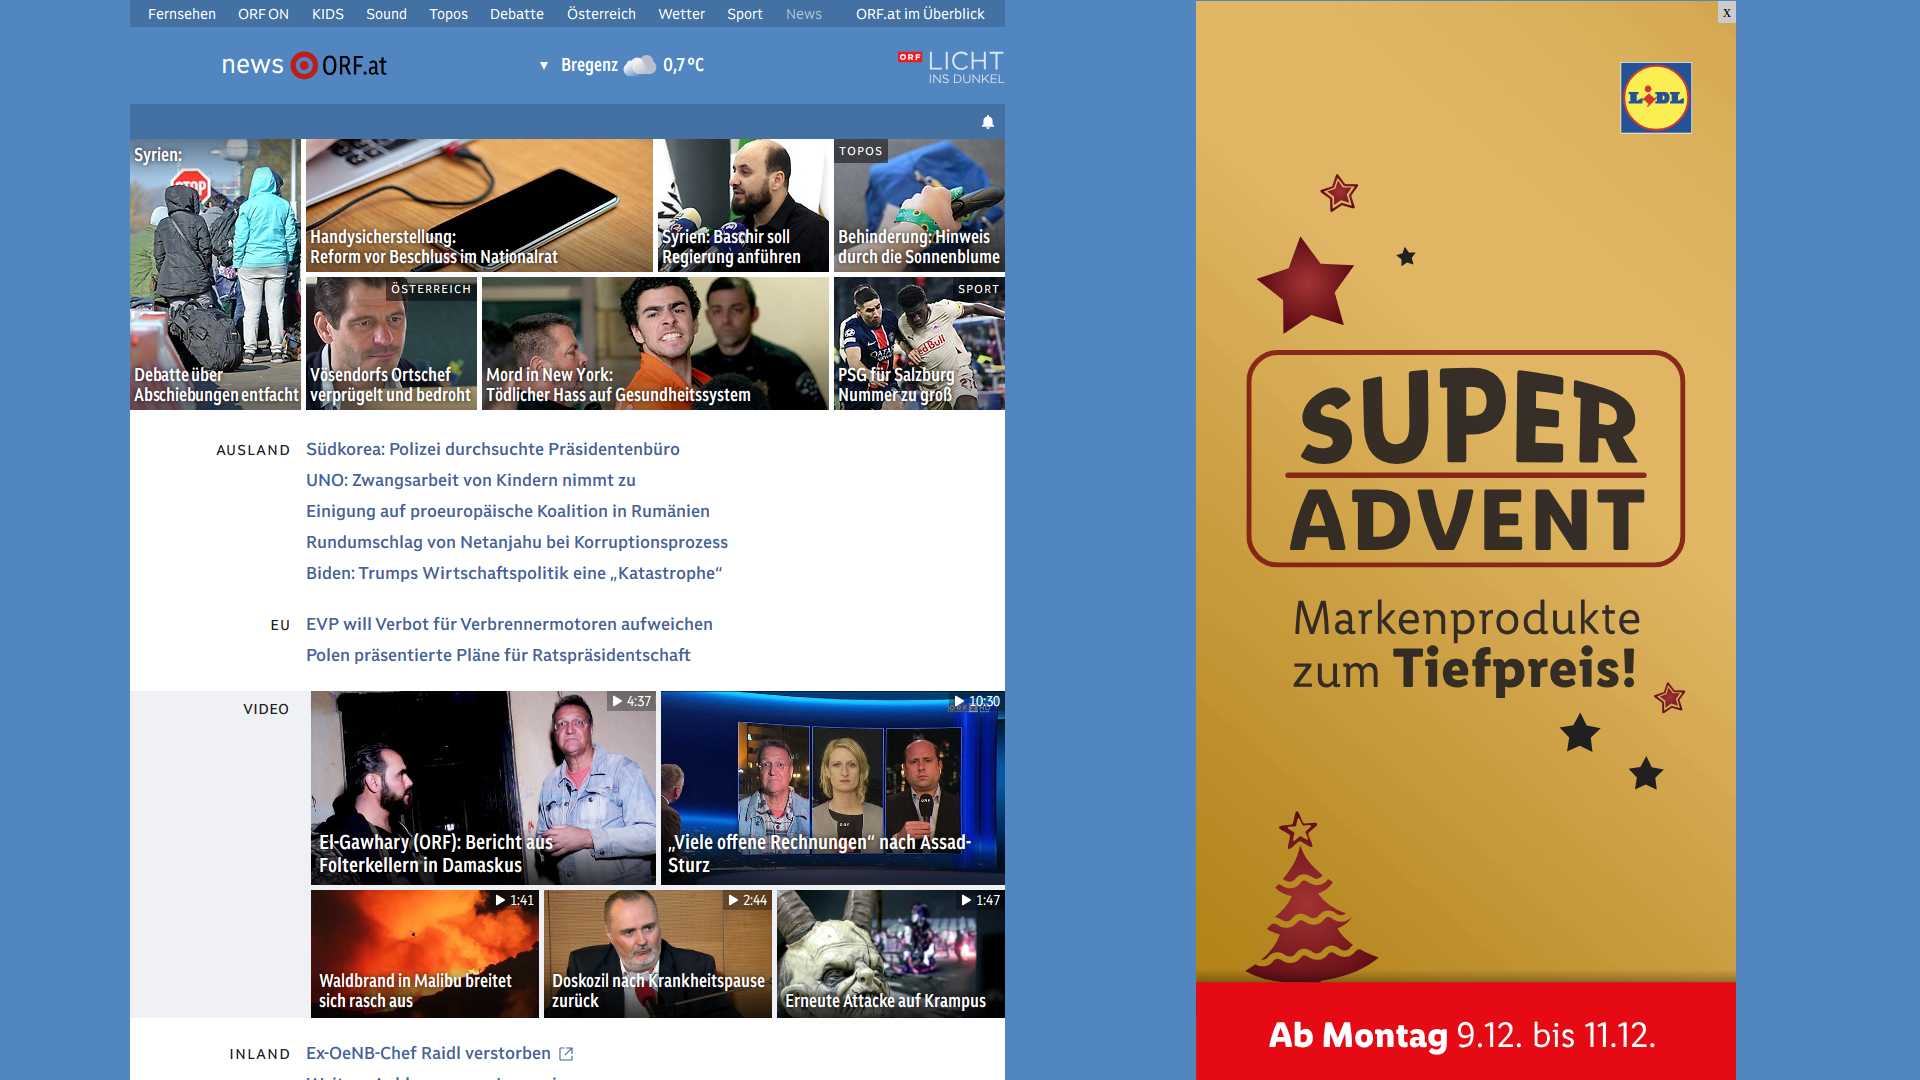 Fernsehen ORF ON KIDS Sound Topos Debatte Österreich Wetter Sport News ORF.at im Überblick
news ORF.at
Bregenz 0,7 °C
ORF LICHT
INS DUNKEL
Syrien:
Debatte über
Abschiebungen entfacht
STOP
Handysicherstellung:
Reform vor Beschluss im Nationalrat
Syrien: Baschir soll
Regierung anführen
TOPOS
Behinderung: Hinweis
durch die Sonnenblume
ÖSTERREICH
Vösendorfs Ortschef
verprügelt und bedroht
Mord in New York:
Tödlicher Hass auf Gesundheitssystem
SPORT
Red Bull
PSG für Salzburg
Nummer zu groß
AUSLAND
Südkorea: Polizei durchsuchte Präsidentenbüro
UNO: Zwangsarbeit von Kindern nimmt zu
Einigung auf proeuropäische Koalition in Rumänien
Rundumschlag von Netanjahu bei Korruptionsprozess
Biden: Trumps Wirtschaftspolitik eine „Katastrophe“
EU
EVP will Verbot für Verbrennermotoren aufweichen
Polen präsentierte Pläne für Ratspräsidentschaft
VIDEO
4:37
El-Gawhary (ORF): Bericht aus
Folterkellern in Damaskus
10:30
„Viele offene Rechnungen“ nach Assad-
Sturz
1:41
Waldbrand in Malibu breitet
sich rasch aus
2:44
Doskozil nach Krankheitspause
zurück
1:47
Erneute Attacke auf Krampus
INLAND
Ex-OeNB-Chef Raidl verstorben
x
LIDL
SUPER
ADVENT
Markenprodukte
zum Tiefpreis!
Ab Montag 9.12. bis 11.12.